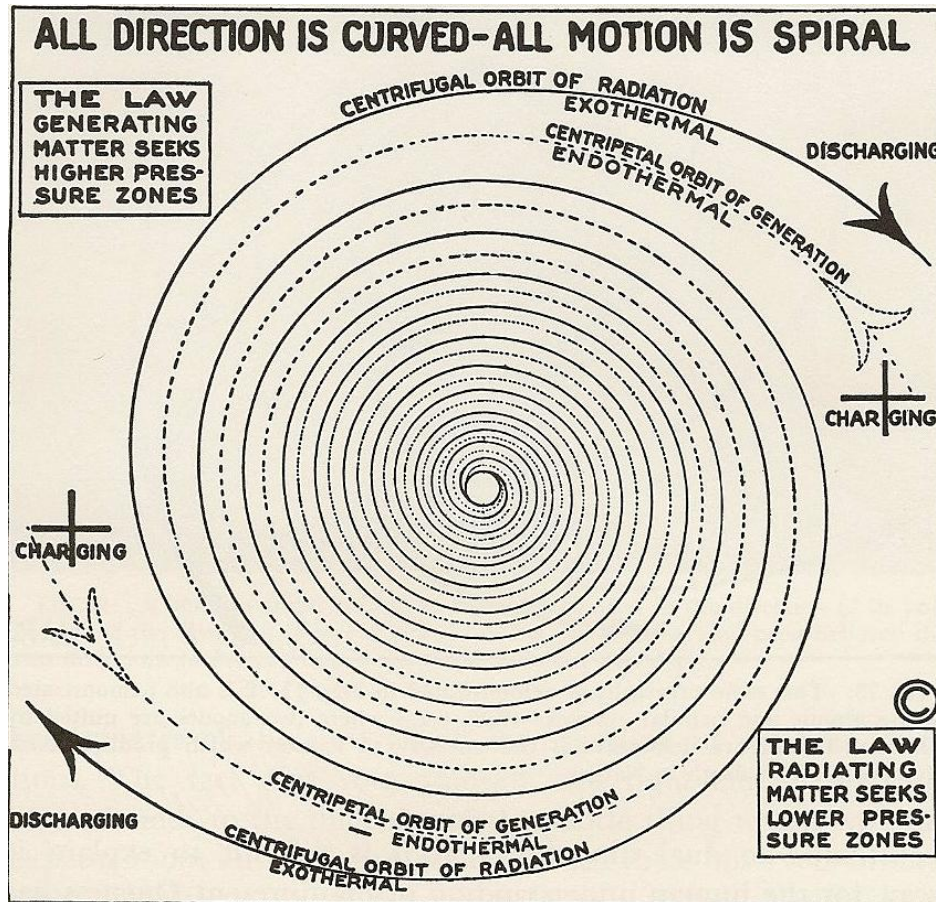 ALL DIRECTION IS CURVED-ALL MOTION IS SPIRAL
THE LAW
GENERATING
MATTER SEEKS
HIGHER PRES-
SURE ZONES
CENTRIFUGAL ORBIT OF RADIATION
EXOTHERMAL
CENTRIPETAL ORBIT OF GENERATION
ENDOTHERMAL
DISCHARGING
+
CHARGING
+
CHARGING
DISCHARGING
CENTRIPETAL ORBIT OF GENERATION
– ENDOTHERMAL
CENTRIFUGAL ORBIT OF RADIATION
EXOTHERMAL
©
THE LAW
RADIATING
MATTER SEEKS
LOWER PRES-
SURE ZONES